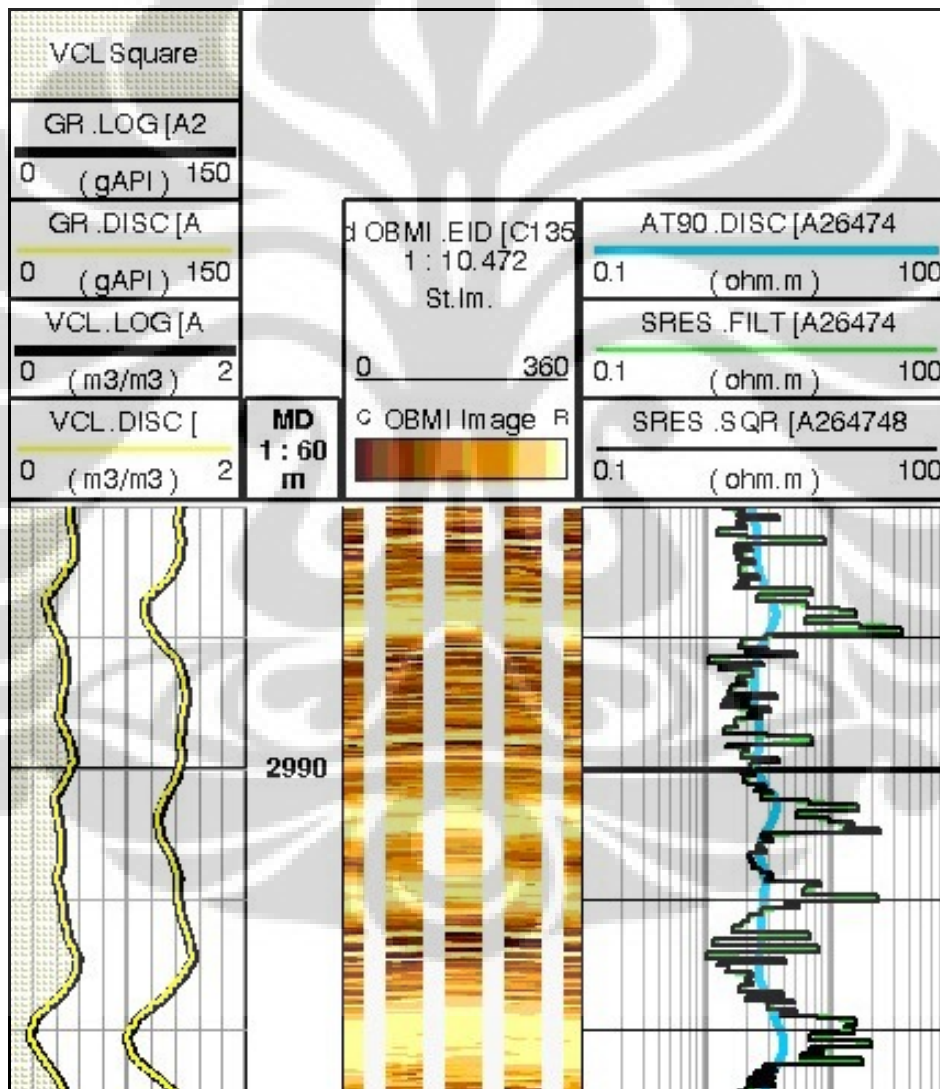 VCL Square
GR .LOG [A2
0 ( gAPI ) 150
GR .DISC [A
0 ( gAPI ) 150
VCL .LOG [A
0 ( m3/m3 ) 2
VCL .DISC [
0 ( m3/m3 ) 2
MD
1 : 60
m
d OBMI .EID [C135
1 : 10.472
St.Im.
0 360
C OBMI Image R
AT90 .DISC [A26474
0.1 ( ohm.m ) 100
SRES .FILT [A26474
0.1 ( ohm.m ) 100
SRES .SQR [A264748
0.1 ( ohm.m ) 100
2990